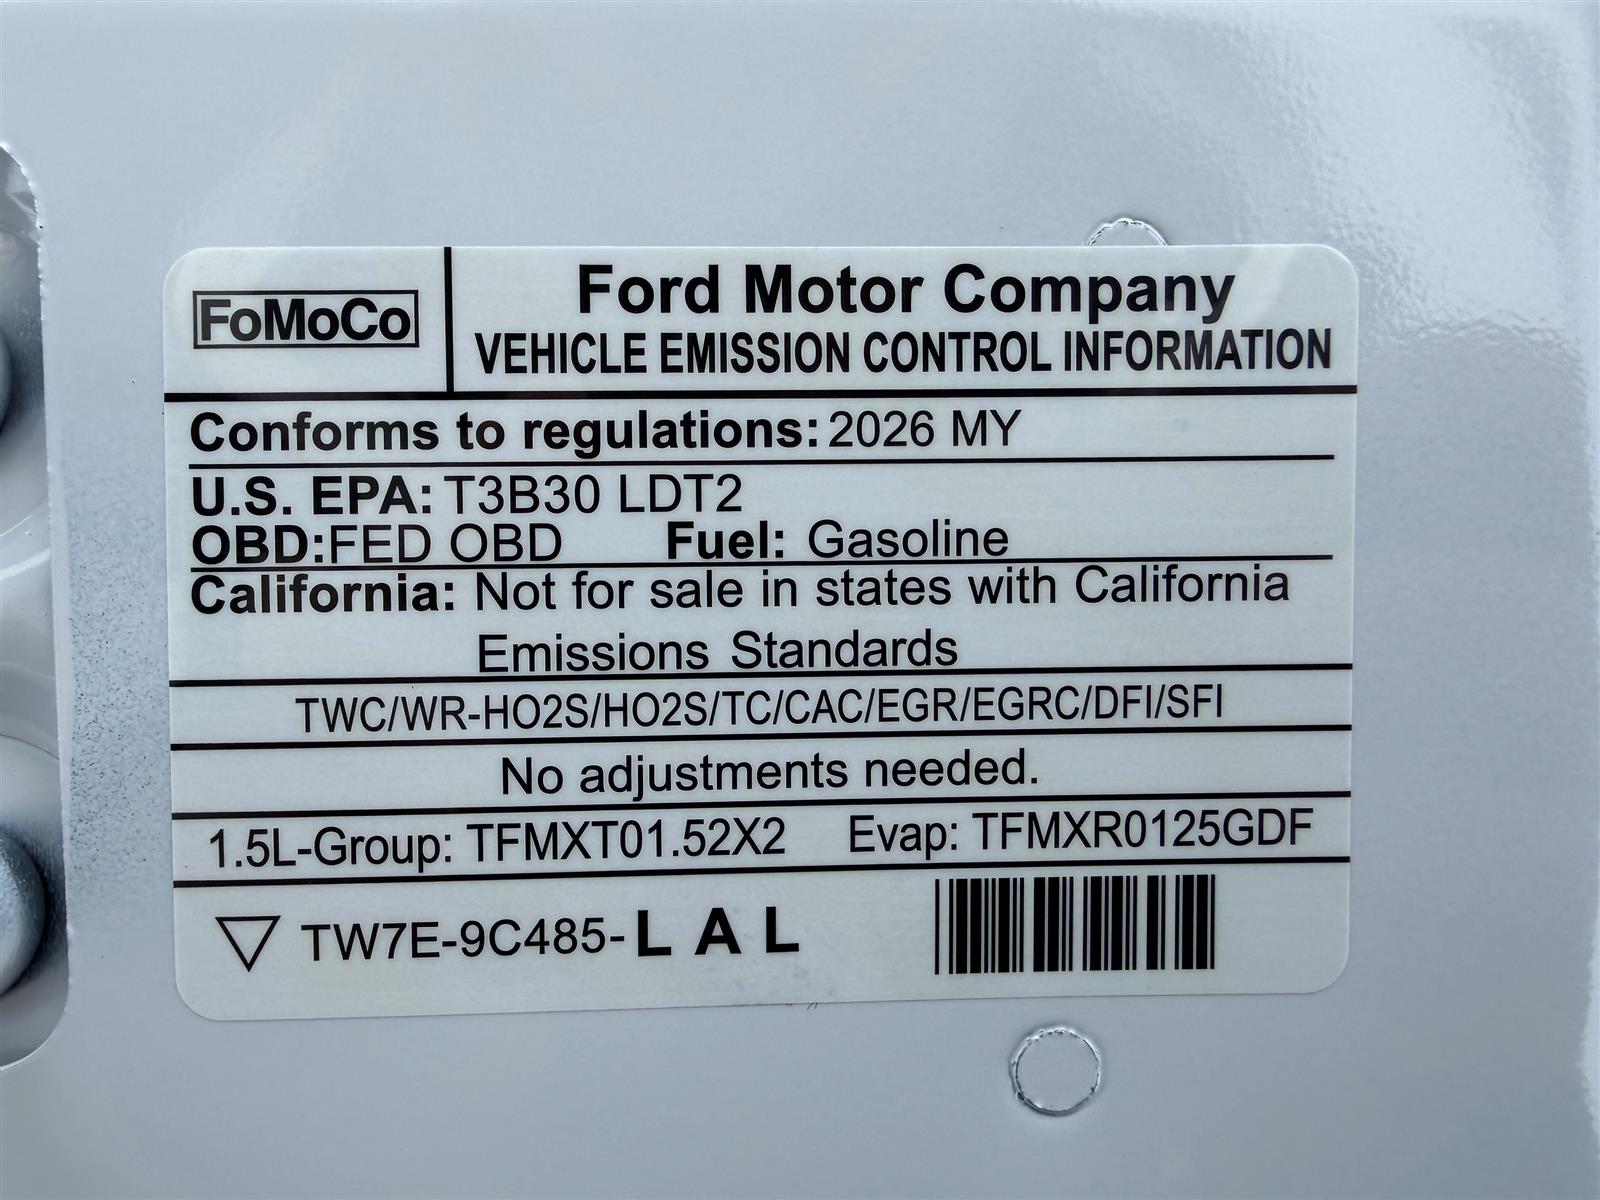 FoMoCo
Ford Motor Company
VEHICLE EMISSION CONTROL INFORMATION
Conforms to regulations: 2026 MY
U.S. EPA: T3B30 LDT2
OBD:FED OBD Fuel: Gasoline
California: Not for sale in states with California
Emissions Standards
TWC/WR-HO2S/HO2S/TC/CAC/EGR/EGRC/DFI/SFI
No adjustments needed.
1.5L-Group: TFMXT01.52X2 Evap: TFMXR0125GDF
TW7E-9C485-L A L